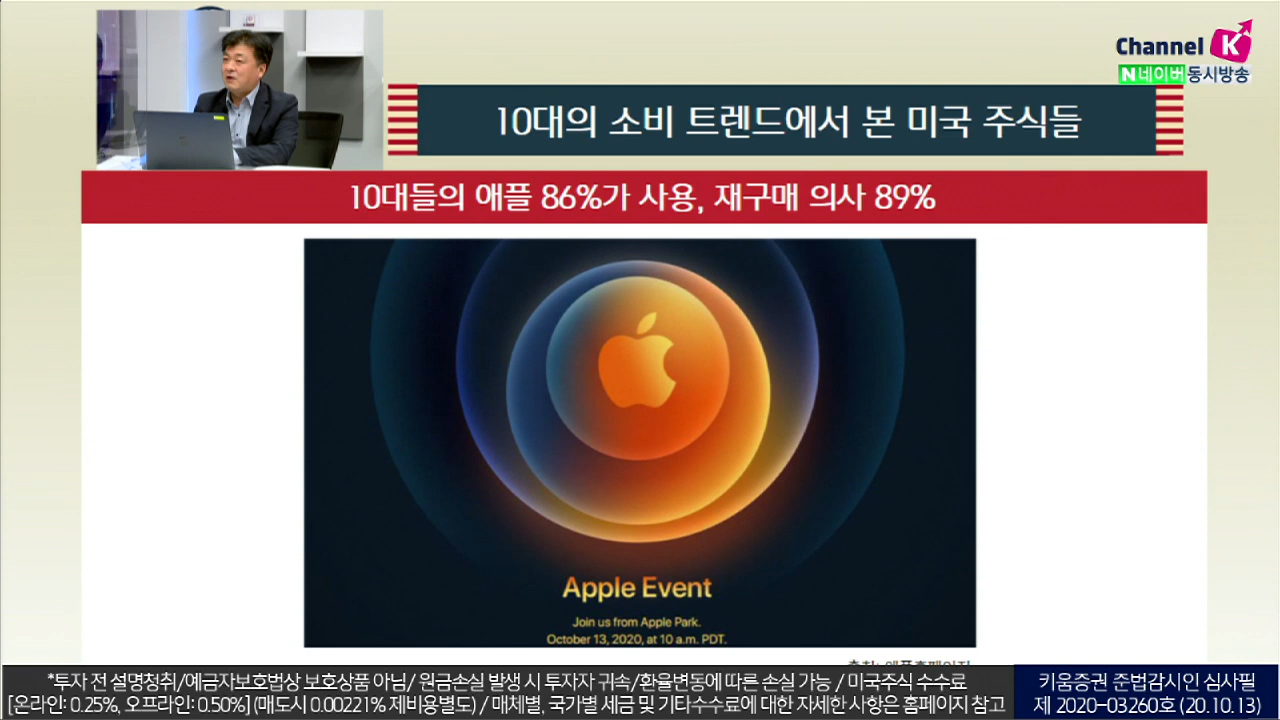 Channel K
N네이버 동시방송
10대의 소비 트렌드에서 본 미국 주식들
10대들의 애플 86%가 사용, 재구매 의사 89%
Apple Event
Join us from Apple Park.
October 13, 2020, at 10 a.m. PDT.
*투자 전 설명청취/예금자보호법상 보호상품 아님/ 원금손실 발생 시 투자자 귀속/환율변동에 따른 손실 가능 / 미국주식 수수료
[온라인: 0.25%, 오프라인: 0.50%] (매도시 0.00221% 제비용별도) / 매체별, 국가별 세금 및 기타수수료에 대한 자세한 사항은 홈페이지 참고
키움증권 준법감시인 심사필
제 2020-03260호 (20.10.13)